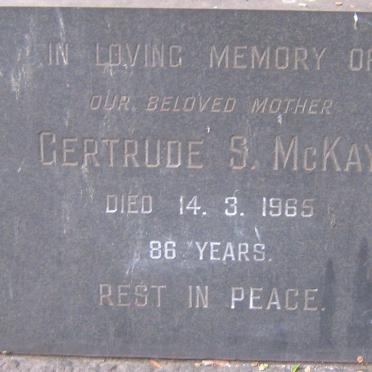 IN LOVING MEMORY OF
OUR BELOVED MOTHER
GERTRUDE S. MCKAY
DIED 14. 3. 1965
86 YEARS.
REST IN PEACE.